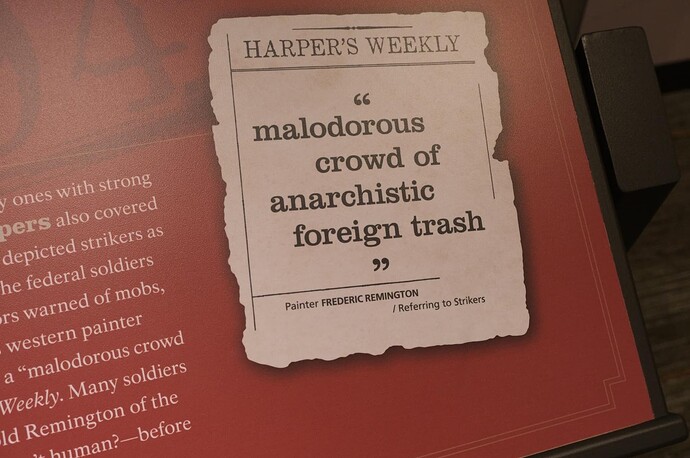 HARPER'S WEEKLY
“
malodorous
crowd of
anarchistic
foreign trash
”
Painter FREDERIC REMINGTON
/ Referring to Strikers
y ones with strong
pers also covered
depicted strikers as
he federal soldiers
ors warned of mobs,
western painter
a “malodorous crowd
Weekly. Many soldiers
old Remington of the
't human?—before